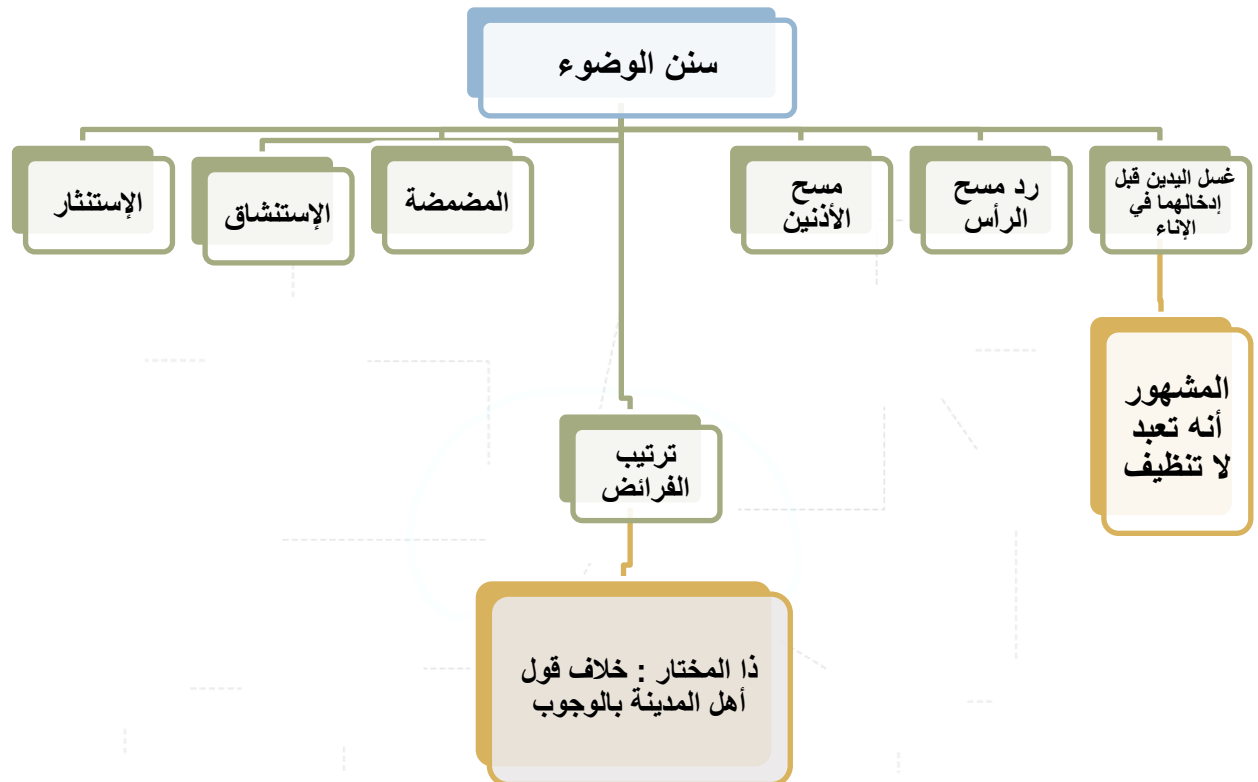 سنن الوضوء
غسل اليدين قبل
إدخالهما في
الإناء
رد مسح
الرأس
مسح
الأذنين
المضمضة
الإستنشاق
الإستنثار
المشهور
أنه تعبد
لا تنظيف
ترتيب
الفرائض
ذا المختار : خلاف قول
أهل المدينة بالوجوب